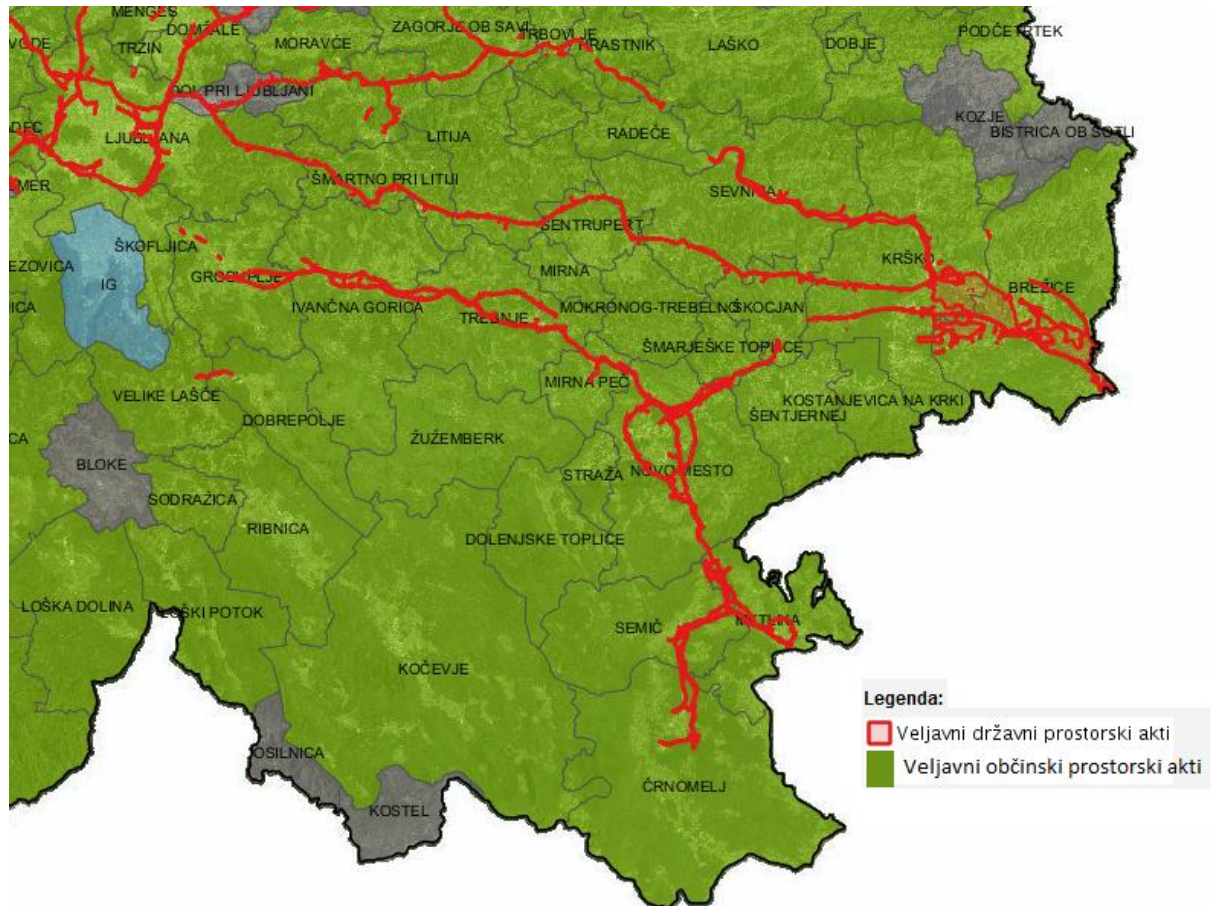 MENGEŠ
DOMŽALE
ZAGORJE OB SAVI
PODČETRTEK
VODE
TRZIN
MORAVČE
KRASTNIK
LAŠKO
DOBJE
DOL PRI LJUBLJANI
KOZJE
LJUBLJANA
LITIJA
RADEČE
BISTRICA OB SOTLI
MER
ŠMARTNO PRI LITIJI
SEVNICA
ŠENTRUPERT
ŠKOFLJICA
KRŠKO
EZOVICA
IG
GROSUPLJE
MIRNA
BREŽICE
NICA
IVANČNA GORICA
TREBNJE
MOKRONOG-TREBELNO
ŠKOCJAN
ŠMARJEŠKE TOPLICE
MIRNA PEČ
VELIKE LAŠČE
KOSTANJEVICA NA KRKI
DOBREPOLJE
ŠENTJERNEJ
ŽUŽEMBERK
CA
BLOKE
STRAŽA
NOVO MESTO
SODRAŽICA
RIBNICA
DOLENJSKE TOPLICE
LOŠKA DOLINA
LOŠKI POTOK
SEMIČ
METLIKA
KOČEVJE
Legenda:
Veljavni državni prostorski akti
OSILNICA
Veljavni občinski prostorski akti
ČRNOMELJ
KOSTEL